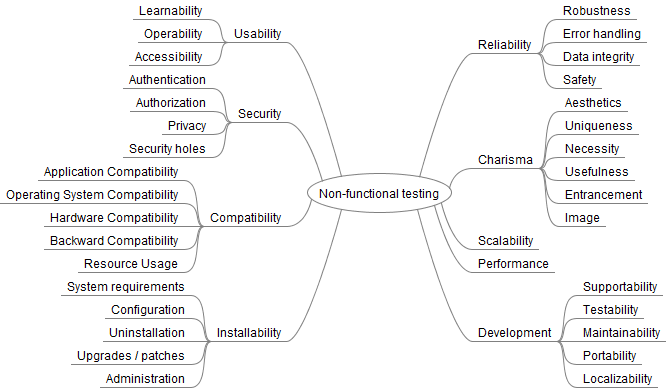 Non-functional testing
Usability
Learnability
Operability
Accessibility
Security
Authentication
Authorization
Privacy
Security holes
Compatibility
Application Compatibility
Operating System Compatibility
Hardware Compatibility
Backward Compatibility
Resource Usage
Installability
System requirements
Configuration
Uninstallation
Upgrades / patches
Administration
Reliability
Robustness
Error handling
Data integrity
Safety
Charisma
Aesthetics
Uniqueness
Necessity
Usefulness
Entrancement
Image
Scalability
Performance
Development
Supportability
Testability
Maintainability
Portability
Localizability